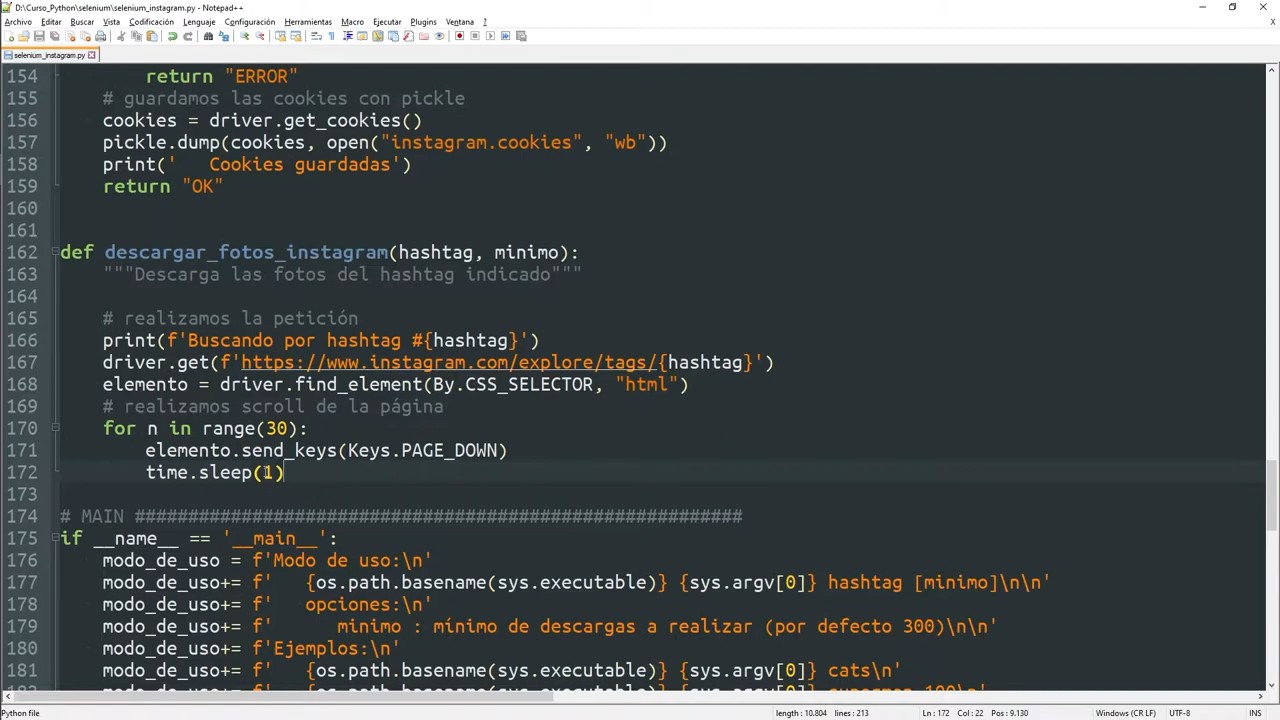 D:\Curso_Python\selenium\selenium_instagram.py - Notepad++
Archivo Editar Buscar Vista Codificación Lenguaje Configuración Herramientas Macro Ejecutar Plugins Ventana ?
selenium_instagram.py
154 return "ERROR"
155 # guardamos las cookies con pickle
156 cookies = driver.get_cookies()
157 pickle.dump(cookies, open("instagram.cookies", "wb"))
158 print('   Cookies guardadas')
159 return "OK"
160
161
162 def descargar_fotos_instagram(hashtag, minimo):
163 """Descarga las fotos del hashtag indicado"""
164
165 # realizamos la petición
166 print(f'Buscando por hashtag #{hashtag}')
167 driver.get(f'https://www.instagram.com/explore/tags/{hashtag}')
168 elemento = driver.find_element(By.CSS_SELECTOR, "html")
169 # realizamos scroll de la página
170 for n in range(30):
171 elemento.send_keys(Keys.PAGE_DOWN)
172 time.sleep(1)
173
174 # MAIN #########################################################
175 if __name__ == '__main__':
176 modo_de_uso = f'Modo de uso:\n'
177 modo_de_uso+= f'   {os.path.basename(sys.executable)} {sys.argv[0]} hashtag [minimo]\n\n'
178 modo_de_uso+= f'   opciones:\n'
179 modo_de_uso+= f'      minimo : mínimo de descargas a realizar (por defecto 300)\n\n'
180 modo_de_uso+= f'Ejemplos:\n'
181 modo_de_uso+= f'   {os.path.basename(sys.executable)} {sys.argv[0]} cats\n'
Python file length : 10.804 lines : 213 Ln : 172 Col : 22 Pos : 9.130 Windows (CR LF) UTF-8 INS